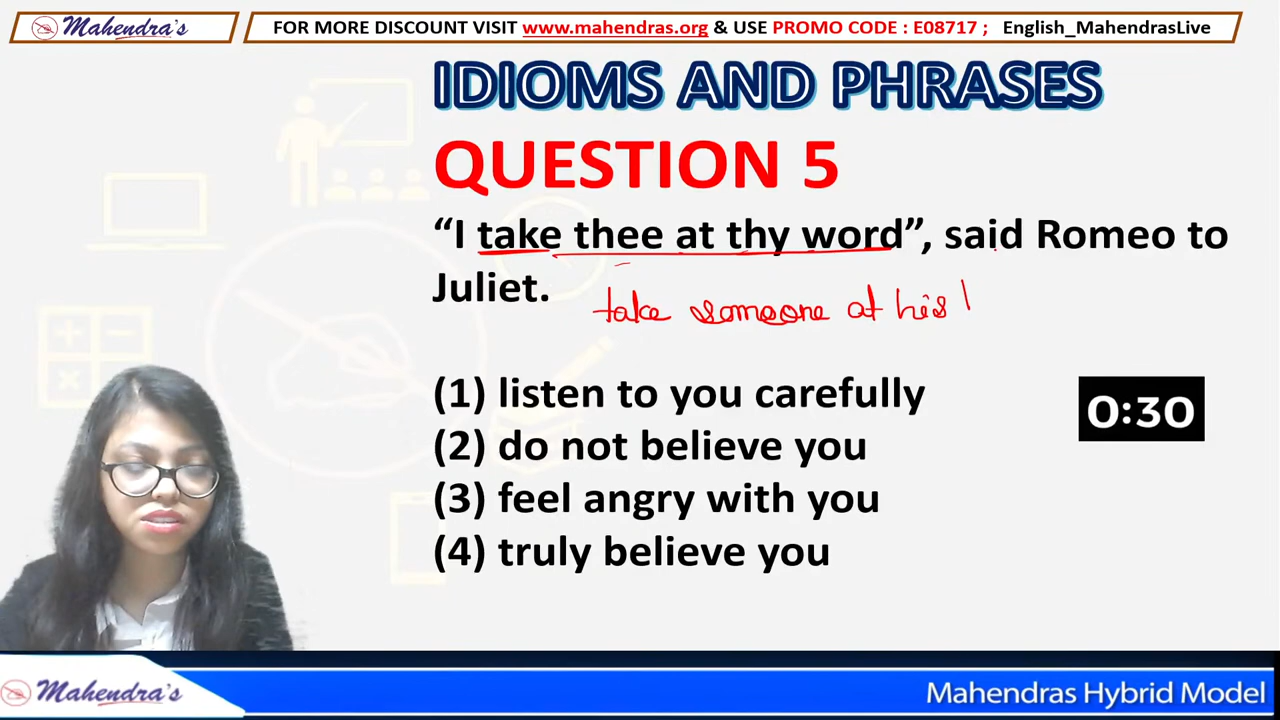 Mahendra's
FOR MORE DISCOUNT VISIT www.mahendras.org & USE PROMO CODE : E08717 ; English_MahendrasLive
IDIOMS AND PHRASES
QUESTION 5
“I take thee at thy word”, said Romeo to
Juliet.
take someone at his
(1) listen to you carefully
(2) do not believe you
(3) feel angry with you
(4) truly believe you
0:30
Mahendra's
Mahendras Hybrid Model